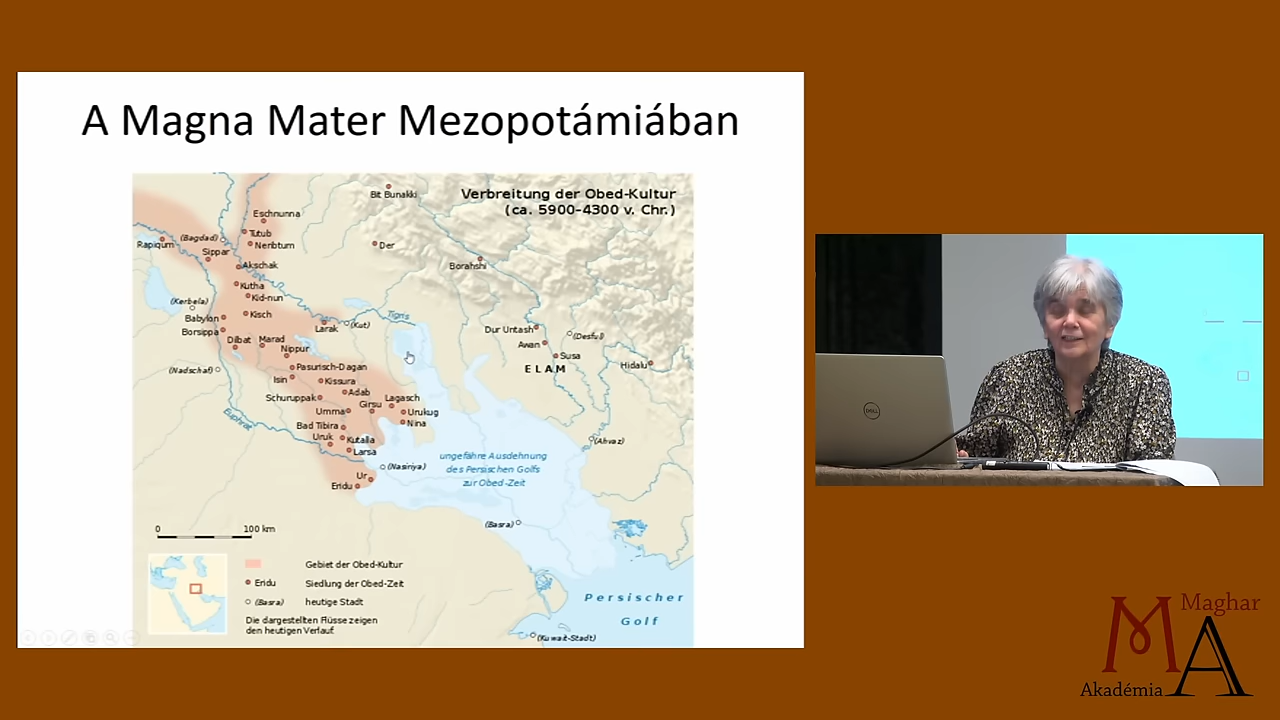 A Magna Mater Mezopotámiában
Verbreitung der Obed-Kultur
(ca. 5900-4300 v. Chr.)
Bit Bunakki
Eschnunna
Tutub
(Bagdad)
Neribtum
Der
Rapiqum
Sippar
Akschak
Borahshi
Kutha
Kid-nun
(Kerbela)
Kisch
Babylon
Tigris
Larak
(Kut)
Borsippa
Dur Untash
(Desful)
Dilbat
Marad
Awan
Nippur
Susa
(Nadschaf)
Pasurisch-Dagan
ELAM
Hidalu
Isin
Kissura
Adab
Schuruppak
Girsu
Lagasch
Umma
Urukug
Euphrat
Bad Tibira
Nina
Uruk
Kutalla
(Ahvaz)
Larsa
ungefähre Ausdehnung
des Persischen Golfs
zur Obed-Zeit
(Nasiriya)
Ur
Eridu
(Basra)
0 100 km
Gebiet der Obed-Kultur
Eridu Siedlung der Obed-Zeit
(Basra) heutige Stadt
Die dargestellten Flüsse zeigen
den heutigen Verlauf
Persischer
Golf
(Kuwait-Stadt)
DELL
Maghar
MA
Akadémia